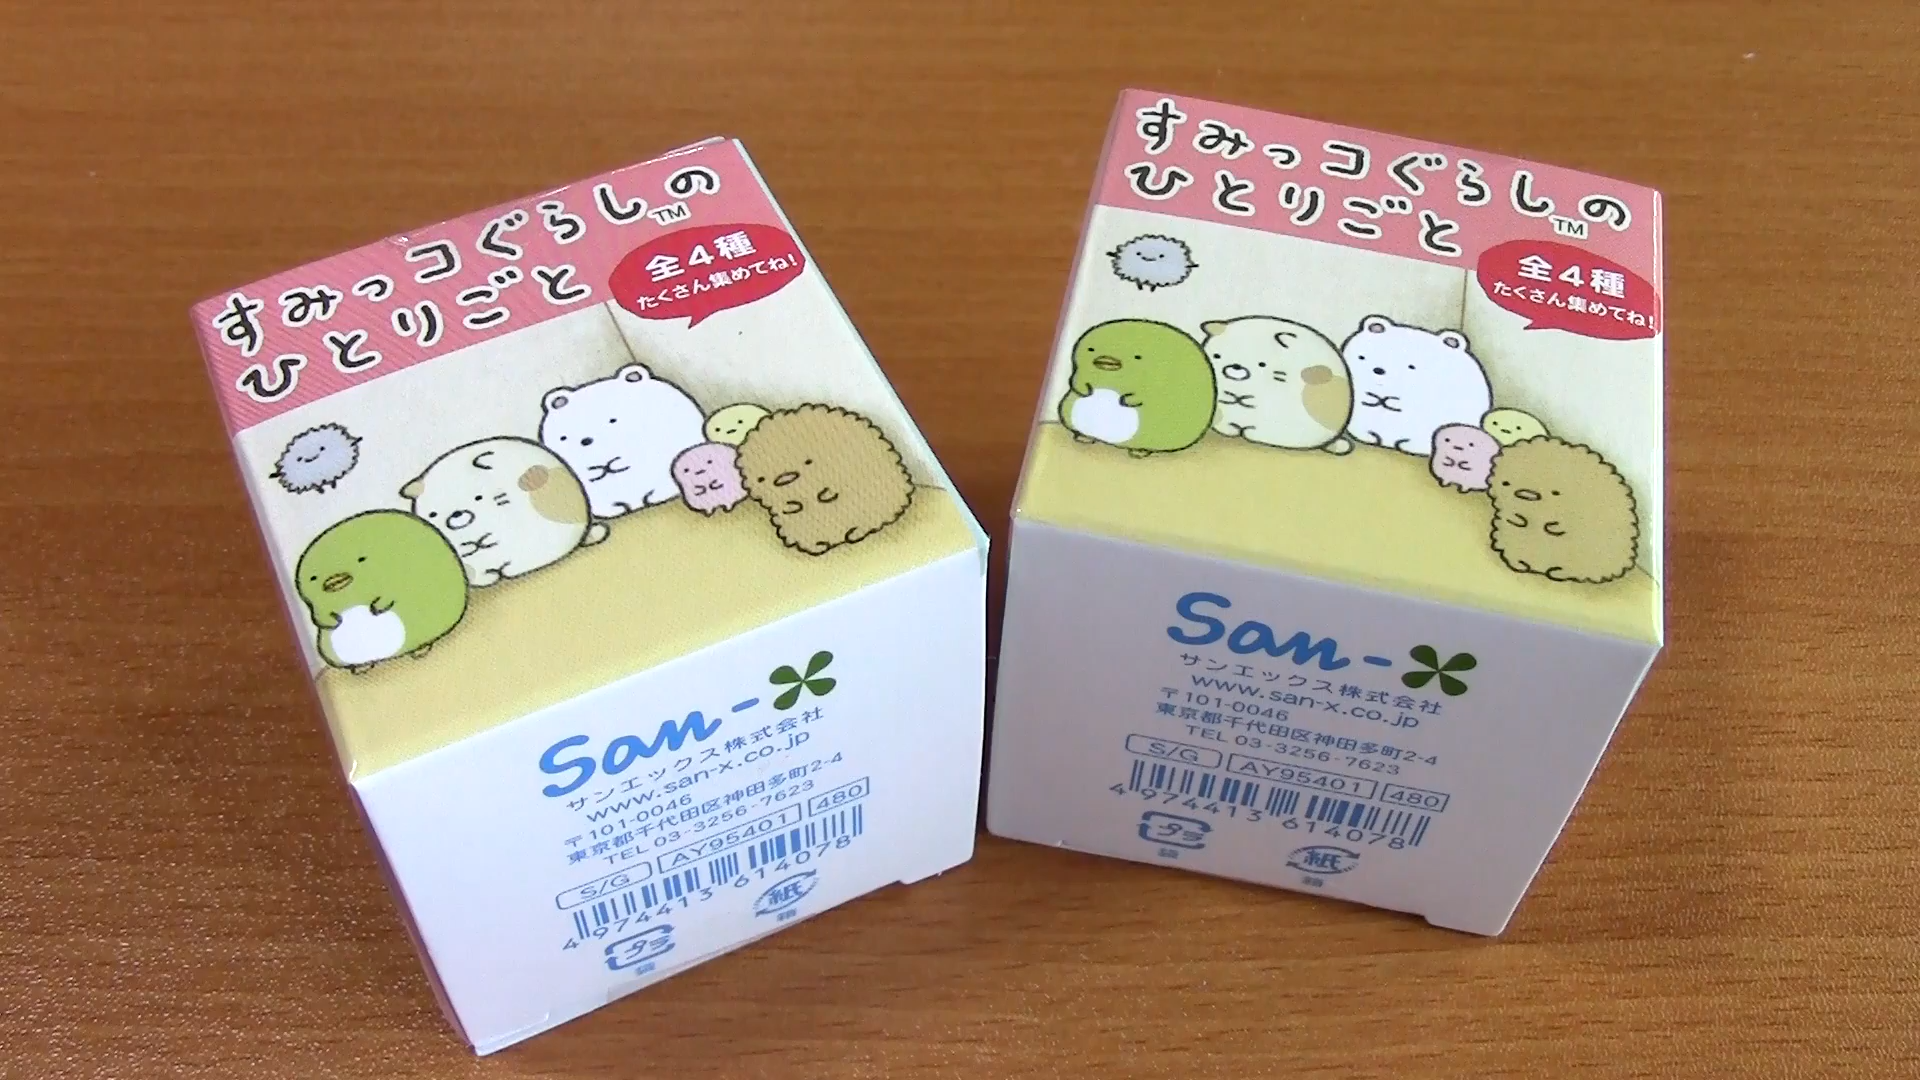 すみっコぐらしの
ひとりごと
TM
全4種
たくさん集めてね!
San-X
サンエックス株式会社
www.san-x.co.jp
〒101-0046
東京都千代田区神田多町2-4
TEL 03-3256-7623
S/G AY95401 480
4974413 614078
プラ
袋
紙
箱
すみっコぐらしの
ひとりごと
TM
全4種
たくさん集めてね!
San-X
サンエックス株式会社
www.san-x.co.jp
〒101-0046
東京都千代田区神田多町2-4
TEL 03-3256-7623
S/G AY95401 480
4974413 614078
プラ
袋
紙
箱